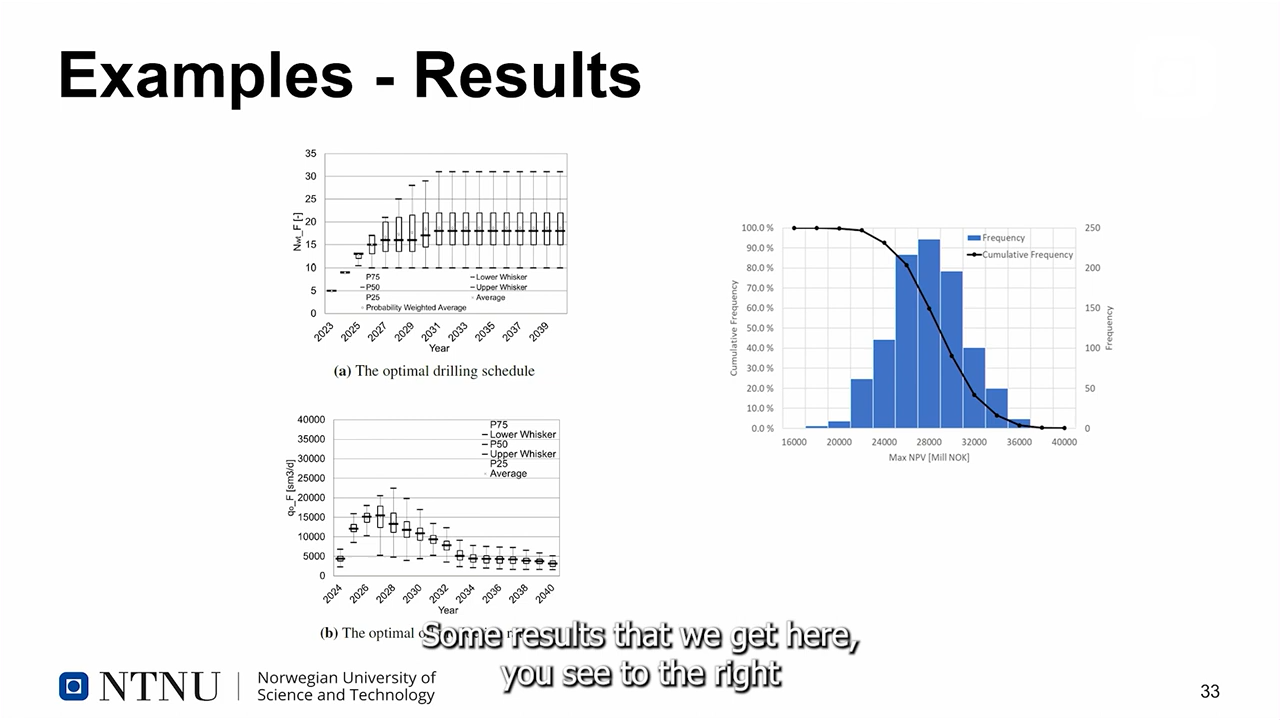 Examples - Results
35
30
25
20
15
10
5
0
Nwt_F [-]
P75
P50
P25
Probability Weighted Average
Lower Whisker
Upper Whisker
Average
2023
2025
2027
2029
2031
2033
2035
2037
2039
Year
(a) The optimal drilling schedule
40000
35000
30000
25000
20000
15000
10000
5000
0
qo_F [sm3/d]
P75
Lower Whisker
P50
Upper Whisker
P25
Average
2024
2026
2028
2030
2032
2034
2036
2038
2040
Year
(b) The optimal
100.0 %
90.0 %
80.0 %
70.0 %
60.0 %
50.0 %
40.0 %
30.0 %
20.0 %
10.0 %
0.0 %
Cumulative Frequency
Frequency
Cumulative Frequency
250
200
150
100
50
0
Frequency
16000 20000 24000 28000 32000 36000 40000
Max NPV [Mill NOK]
Some results that we get here,
you see to the right
NTNU
Norwegian University of
Science and Technology
33